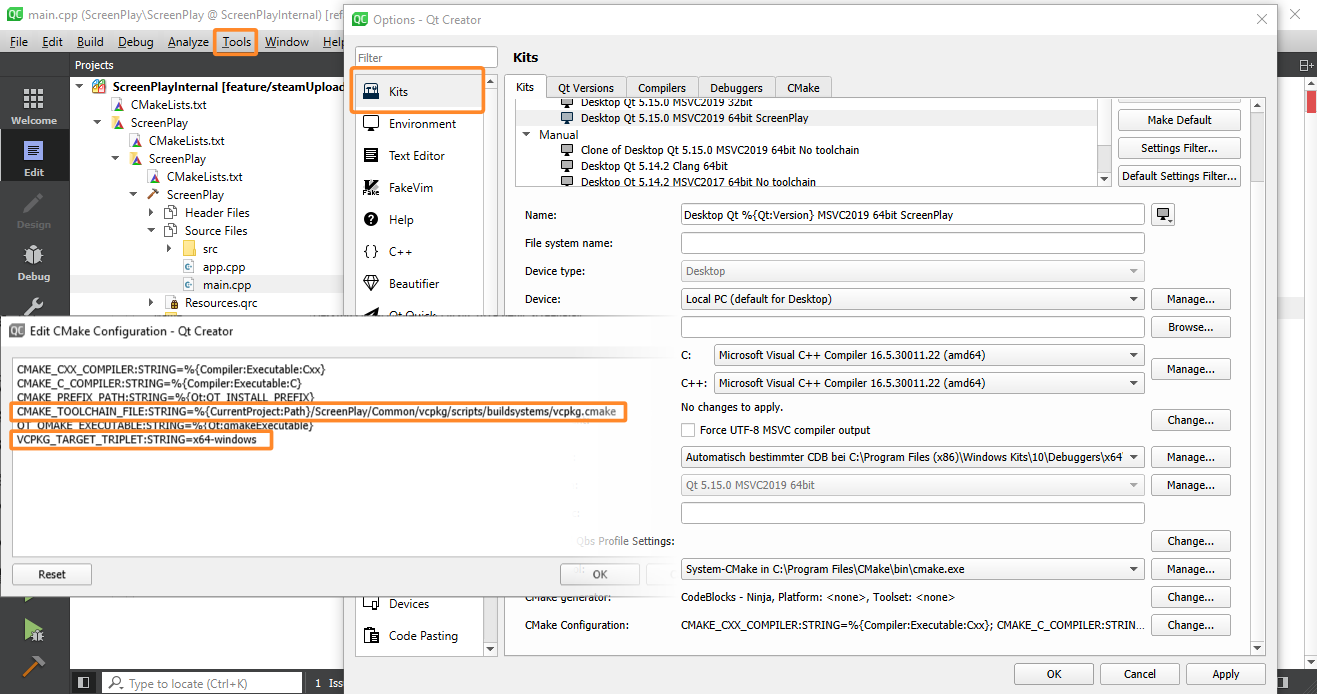 main.cpp (ScreenPlay\ScreenPlay @ ScreenPlayInternal) [ref
File Edit Build Debug Analyze Tools Window Help
Projects
Welcome
Edit
Design
Debug
ScreenPlayInternal [feature/steamUpload
CMakeLists.txt
ScreenPlay
CMakeLists.txt
ScreenPlay
CMakeLists.txt
ScreenPlay
Header Files
Source Files
src
app.cpp
main.cpp
Resources.qrc
Options - Qt Creator
Filter
Kits
Environment
Text Editor
FakeVim
Help
C++
Beautifier
Qt Quick
Devices
Code Pasting
Kits
Kits Qt Versions Compilers Debuggers CMake
Desktop Qt 5.15.0 MSVC2019 32bit
Desktop Qt 5.15.0 MSVC2019 64bit ScreenPlay
Manual
Clone of Desktop Qt 5.15.0 MSVC2019 64bit No toolchain
Desktop Qt 5.14.2 Clang 64bit
Desktop Qt 5.14.2 MSVC2017 64bit No toolchain
Make Default
Settings Filter...
Default Settings Filter...
Name: Desktop Qt %{Qt:Version} MSVC2019 64bit ScreenPlay
File system name:
Device type: Desktop
Device: Local PC (default for Desktop) Manage...
Browse...
C: Microsoft Visual C++ Compiler 16.5.30011.22 (amd64)
Manage...
C++: Microsoft Visual C++ Compiler 16.5.30011.22 (amd64)
No changes to apply.
Change...
Force UTF-8 MSVC compiler output
Automatisch bestimmter CDB bei C:\Program Files (x86)\Windows Kits\10\Debuggers\x64\ Manage...
Qt 5.15.0 MSVC2019 64bit Manage...
Qbs Profile Settings: Change...
System-CMake in C:\Program Files\CMake\bin\cmake.exe Manage...
CMake generator: CodeBlocks - Ninja, Platform: <none>, Toolset: <none> Change...
CMake Configuration: CMAKE_CXX_COMPILER:STRING=%{Compiler:Executable:Cxx}; CMAKE_C_COMPILER:STRIN... Change...
OK Cancel Apply
Edit CMake Configuration - Qt Creator
CMAKE_CXX_COMPILER:STRING=%{Compiler:Executable:Cxx}
CMAKE_C_COMPILER:STRING=%{Compiler:Executable:C}
CMAKE_PREFIX_PATH:STRING=%{Qt:QT_INSTALL_PREFIX}
CMAKE_TOOLCHAIN_FILE:STRING=%{CurrentProject:Path}/ScreenPlay/Common/vcpkg/scripts/buildsystems/vcpkg.cmake
QT_QMAKE_EXECUTABLE:STRING=%{Qt:qmakeExecutable}
VCPKG_TARGET_TRIPLET:STRING=x64-windows
Reset OK
Type to locate (Ctrl+K) 1 Iss